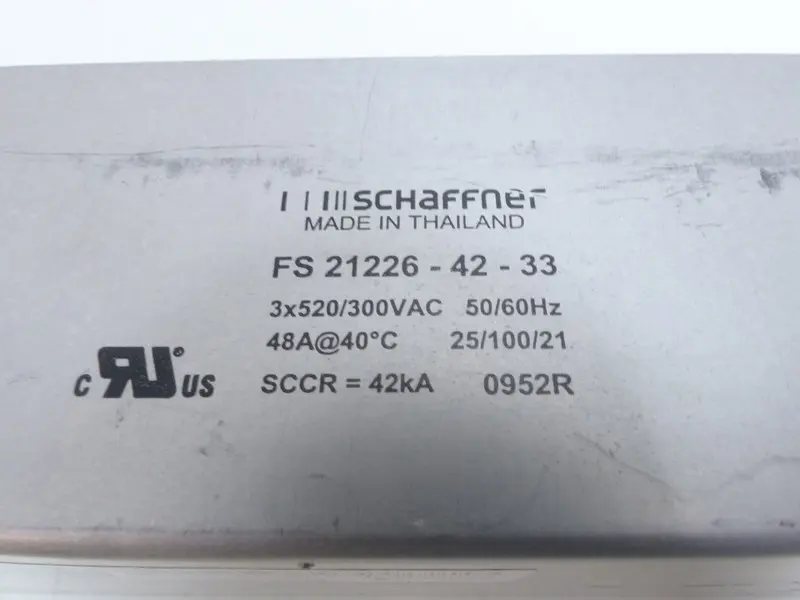 SCHAFFNER
MADE IN THAILAND
FS 21226 - 42 - 33
3x520/300VAC 50/60Hz
48A@40°C 25/100/21
C RU® US SCCR = 42kA 0952R